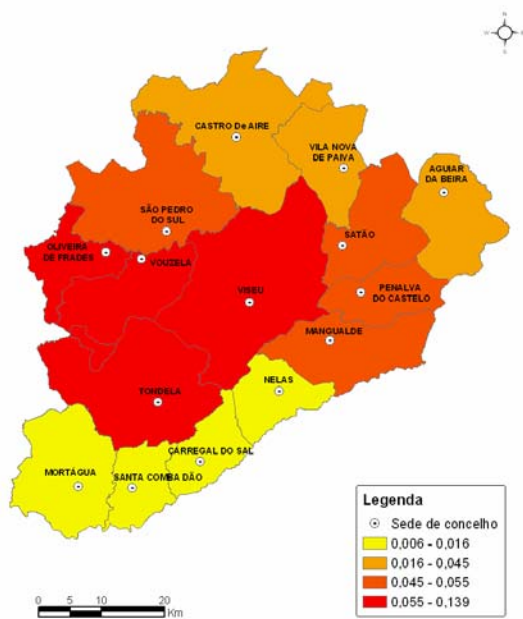 N
W
E
S
CASTRO De AIRE
VILA NOVA
DE PAIVA
AGUIAR
DA BEIRA
SÃO PEDRO
DO SUL
OLIVEIRA
DE FRADES
VOUZELA
SATÃO
VISEU
PENALVA
DO CASTELO
MANGUALDE
NELAS
TONDELA
CARREGAL DO SAL
MORTÁGUA
SANTA COMBA DÃO
Legenda
Sede de concelho
0,006 - 0,016
0,016 - 0,045
0,045 - 0,055
0,055 - 0,139
0 5 10 20
Km